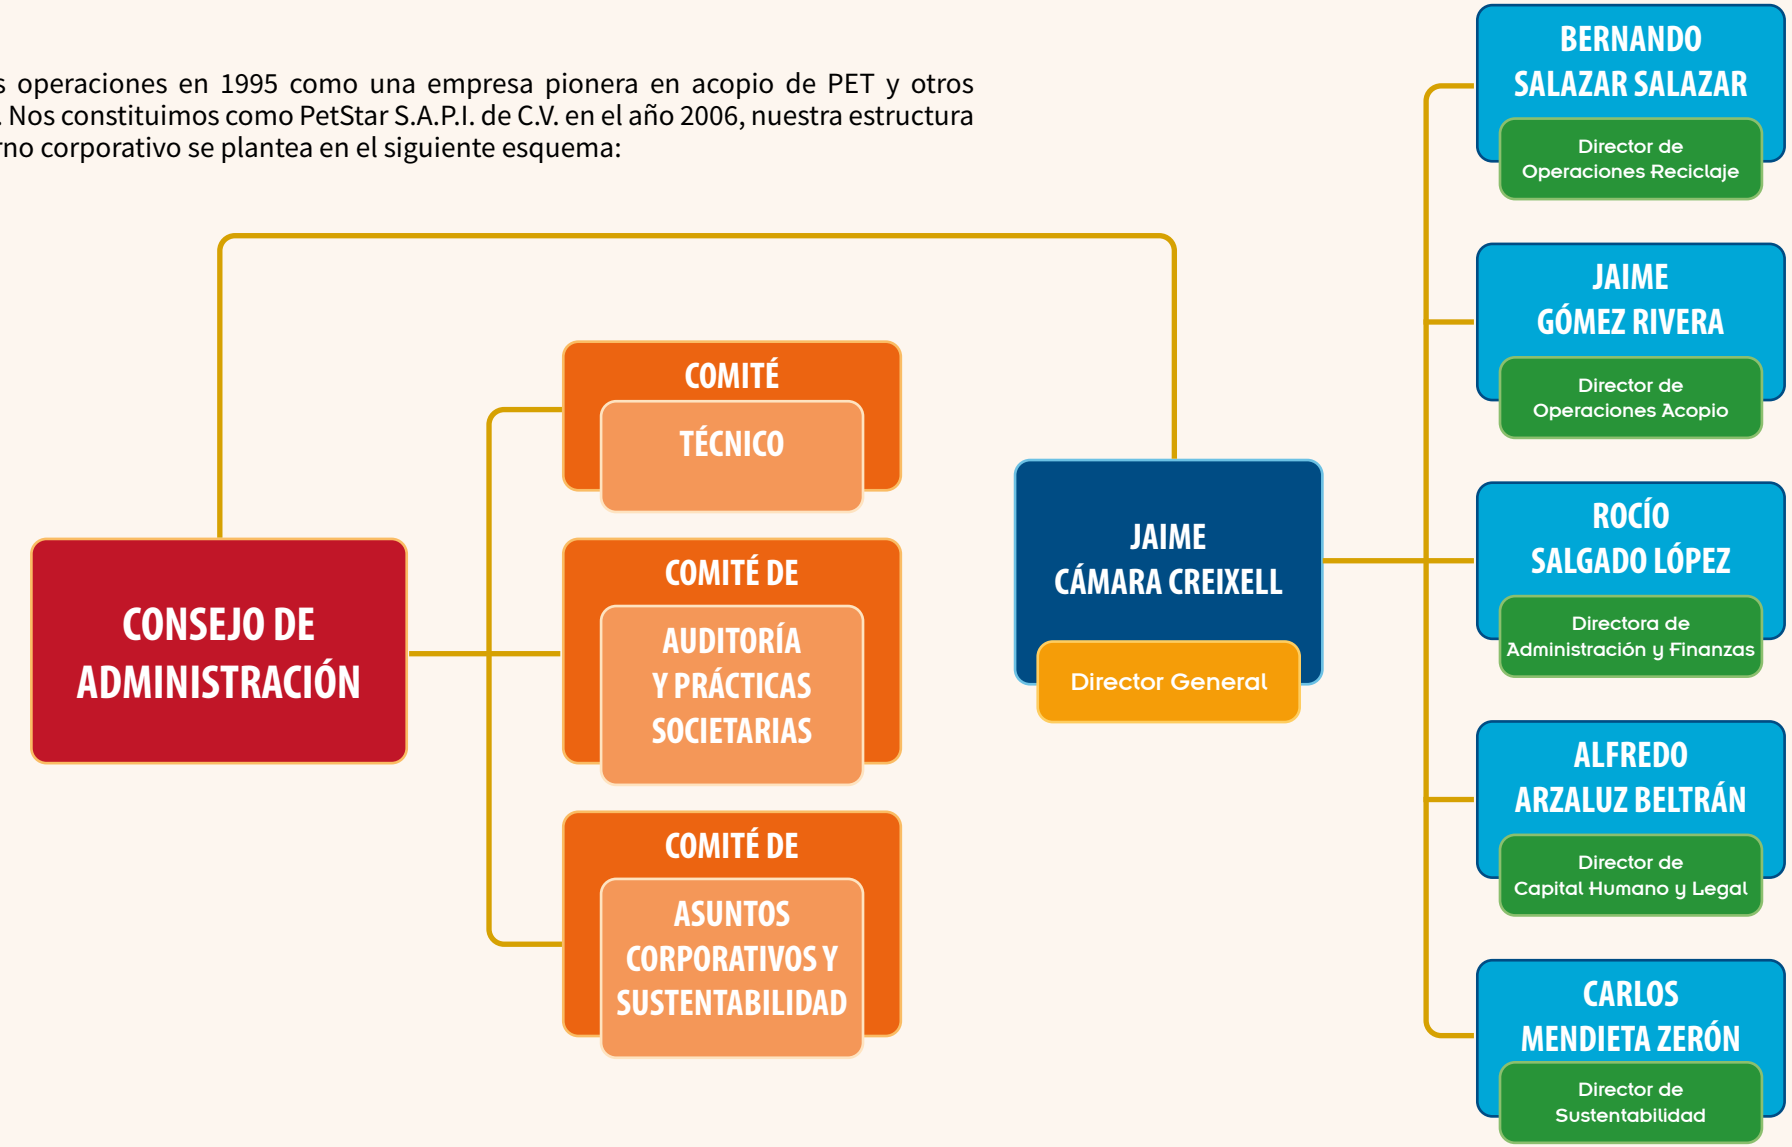 s operaciones en 1995 como una empresa pionera en acopio de PET y otros
. Nos constituimos como PetStar S.A.P.I. de C.V. en el año 2006, nuestra estructura
rno corporativo se plantea en el siguiente esquema:
CONSEJO DE
ADMINISTRACIÓN
COMITÉ
TÉCNICO
COMITÉ DE
AUDITORÍA
Y PRÁCTICAS
SOCIETARIAS
COMITÉ DE
ASUNTOS
CORPORATIVOS Y
SUSTENTABILIDAD
JAIME
CÁMARA CREIXELL
Director General
BERNANDO
SALAZAR SALAZAR
Director de
Operaciones Reciclaje
JAIME
GÓMEZ RIVERA
Director de
Operaciones Acopio
ROCÍO
SALGADO LÓPEZ
Directora de
Administración y Finanzas
ALFREDO
ARZALUZ BELTRÁN
Director de
Capital Humano y Legal
CARLOS
MENDIETA ZERÓN
Director de
Sustentabilidad